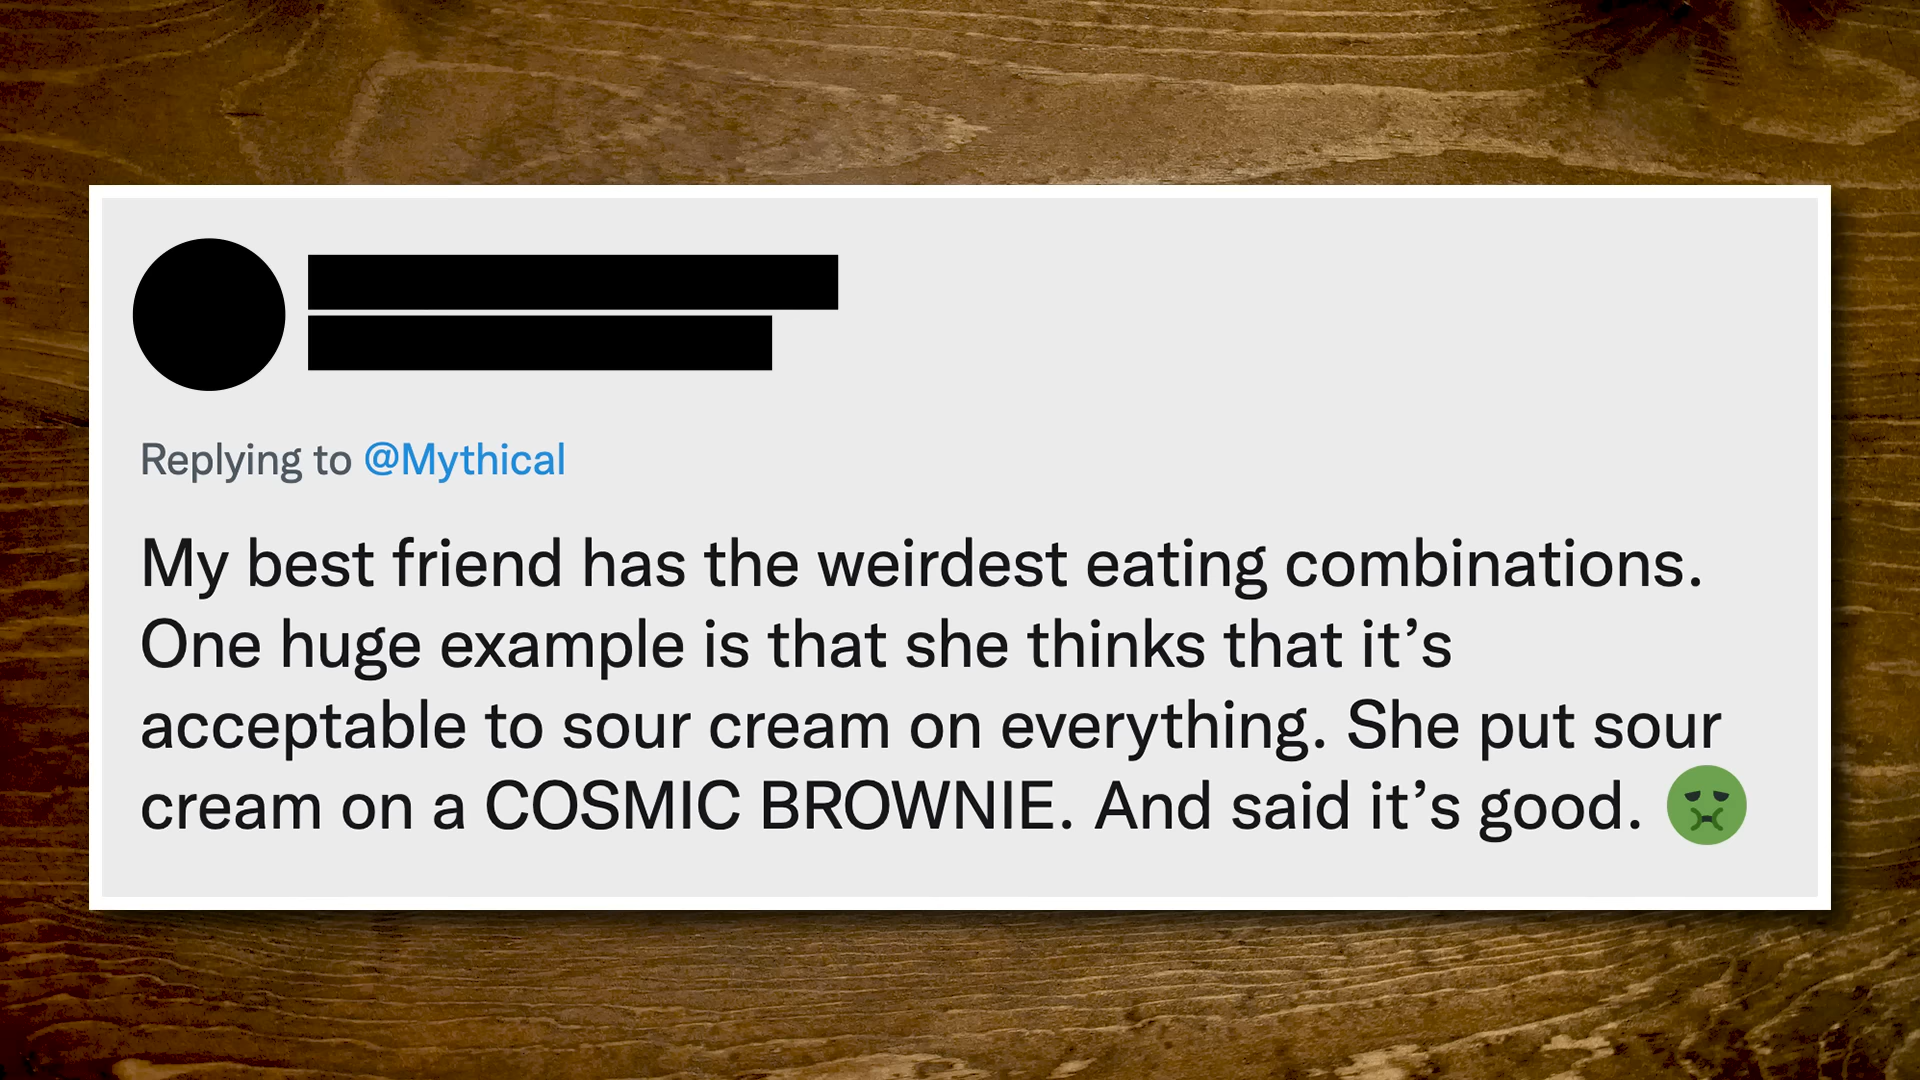 Replying to @Mythical
My best friend has the weirdest eating combinations.
One huge example is that she thinks that it’s
acceptable to sour cream on everything. She put sour
cream on a COSMIC BROWNIE. And said it’s good. 🤢